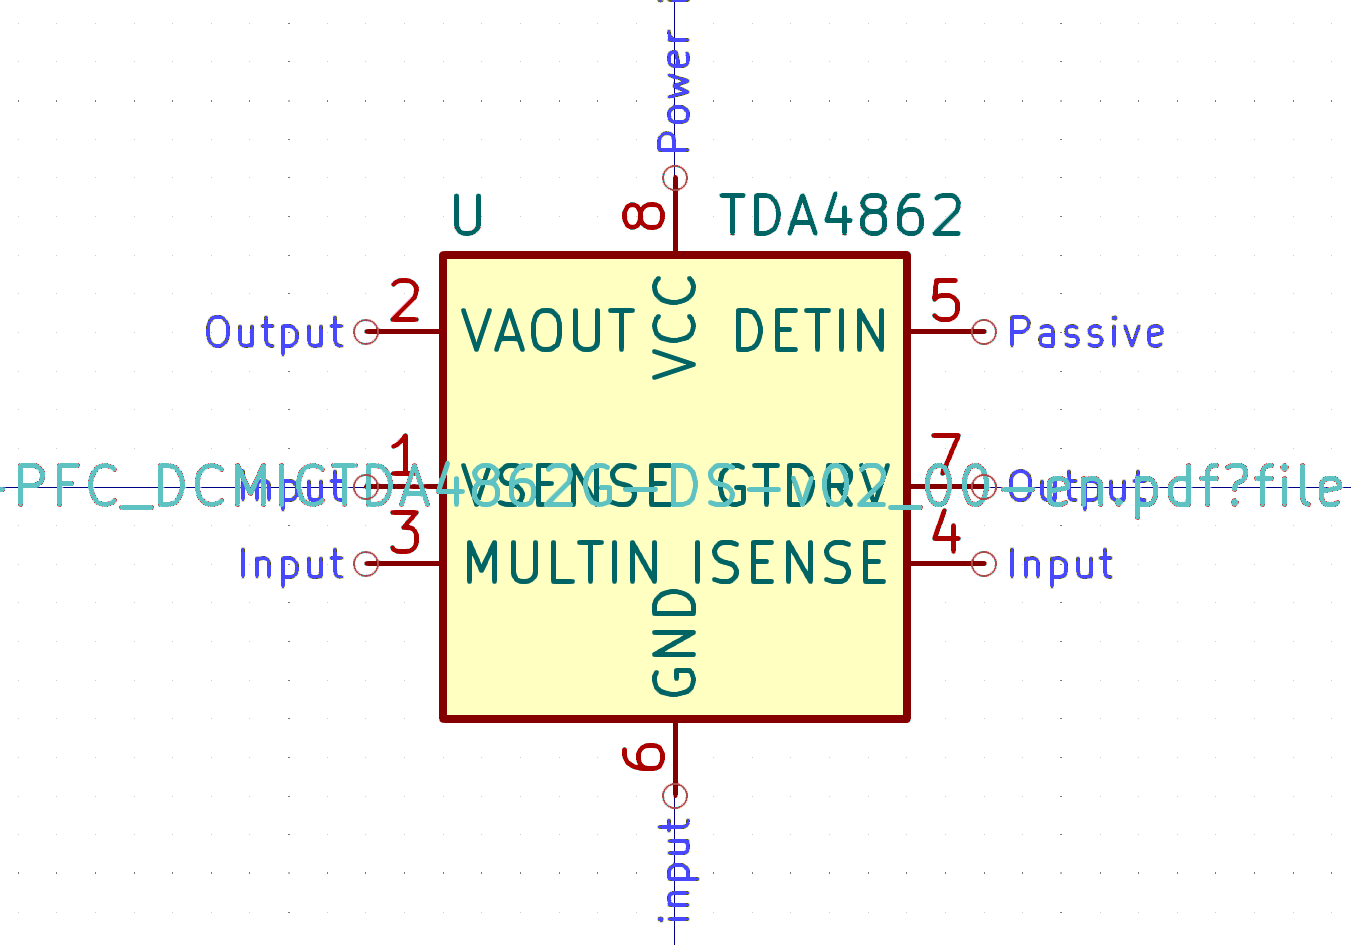 Power i
8
U
TDA4862
2
5
Output
VAOUT
VCC
DETIN
Passive
1
7
Input
VSENSE
GTDRV
Output
-PFC_DCMICTDA4862G-DS-v02_00-en.pdf?file
3
4
Input
MULTIN
ISENSE
Input
GND
6
input